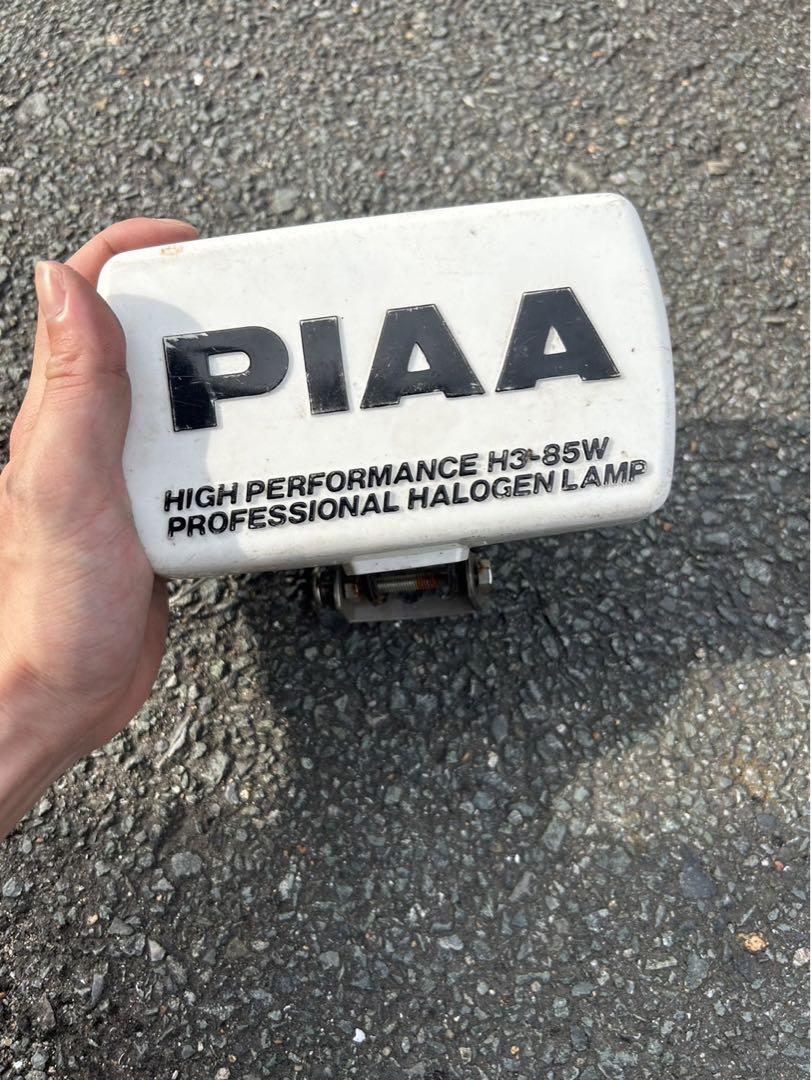 PIAA
HIGH PERFORMANCE H3-85W
PROFESSIONAL HALOGEN LAMP